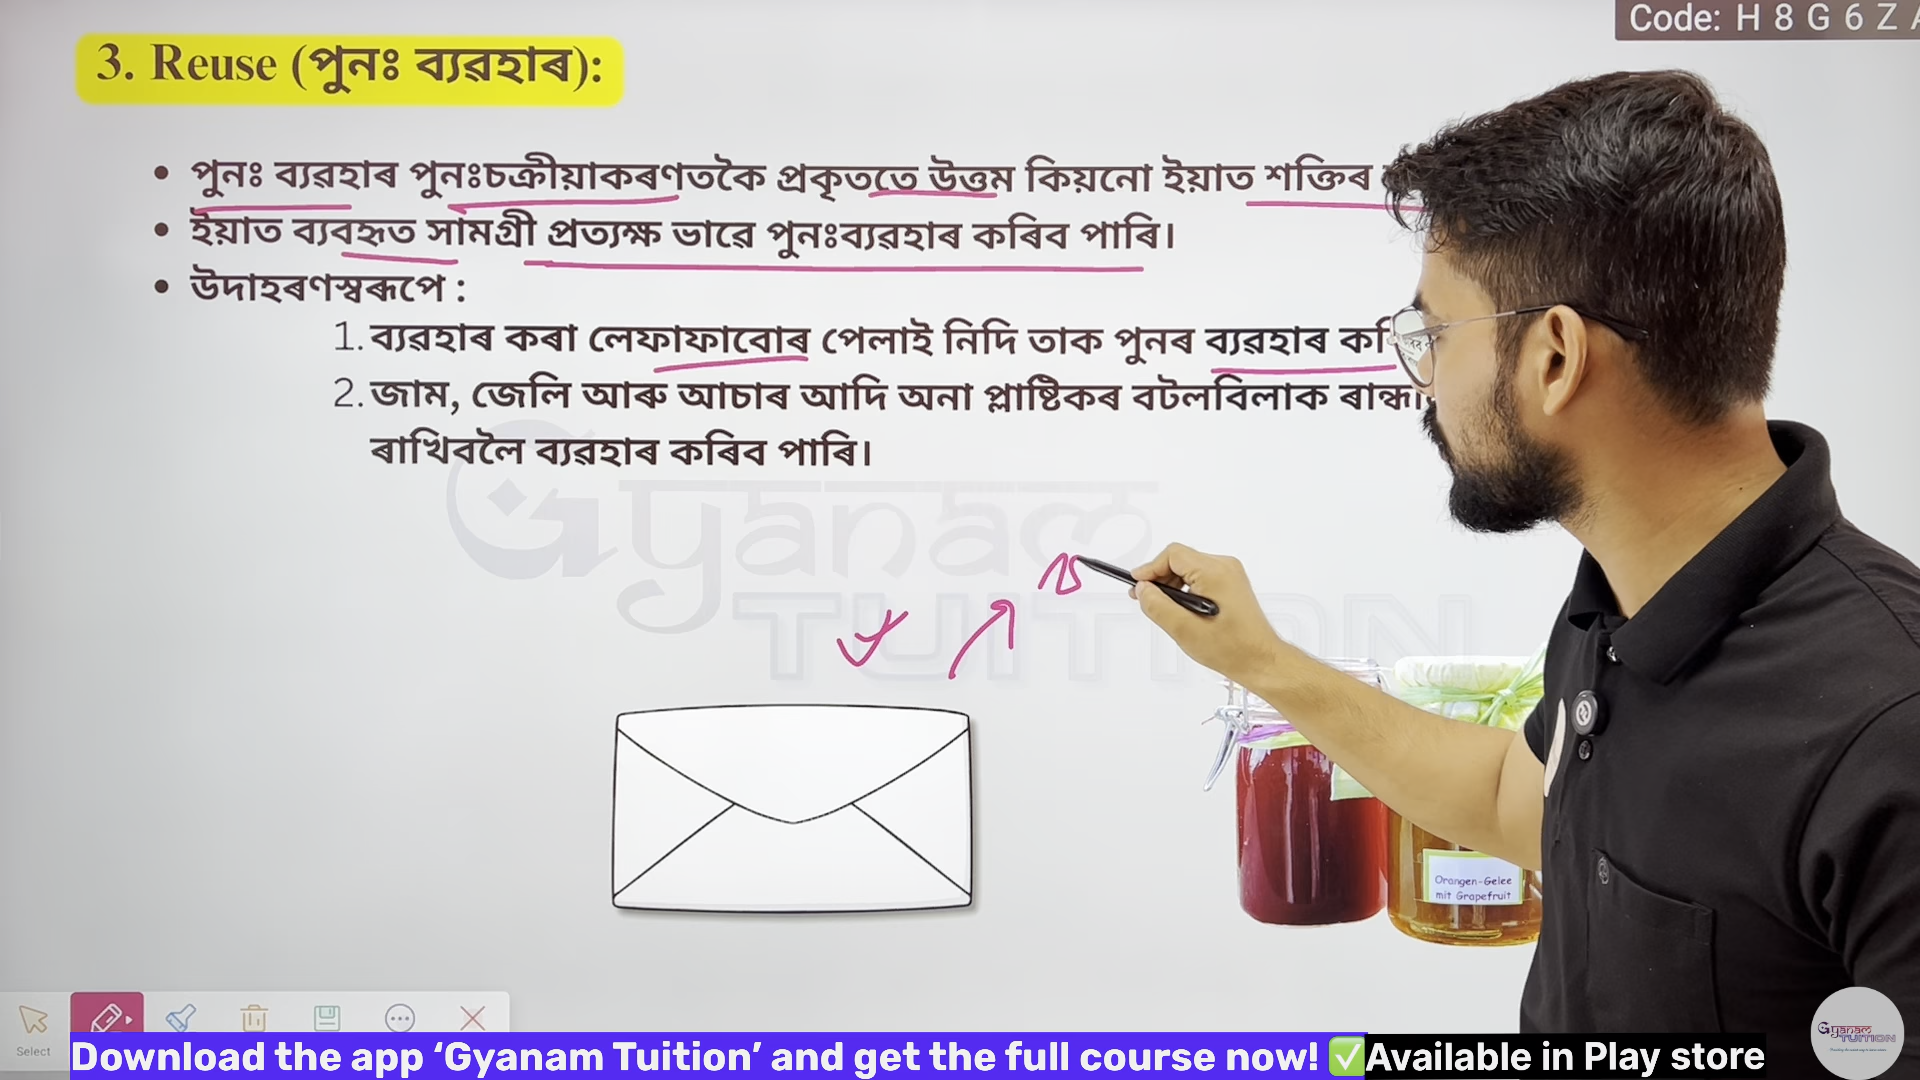 Code: H 8 G 6 Z
3. Reuse (পুনঃ ব্যৱহাৰ):
• পুনঃ ব্যৱহাৰ পুনঃচক্ৰীয়াকৰণতকৈ প্ৰকৃততে উত্তম কিয়নো ইয়াত শক্তিৰ
• ইয়াত ব্যবহৃত সামগ্ৰী প্ৰত্যক্ষ ভাৱে পুনঃব্যৱহাৰ কৰিব পাৰি।
• উদাহৰণস্বৰূপে :
1. ব্যৱহাৰ কৰা লেফাফাবোৰ পেলাই নিদি তাক পুনৰ ব্যৱহাৰ
2. জাম, জেলি আৰু আচাৰ আদি অনা প্লাষ্টিকৰ বটলবিলাক
ৰাখিবলৈ ব্যৱহাৰ কৰিব পাৰি।
Gyanam
TUITION
Orangen-Gelee
mit Grapefruit
Select
Download the app ‘Gyanam Tuition’ and get the full course now! ✅Available in Play store
Gyanam
TUITION